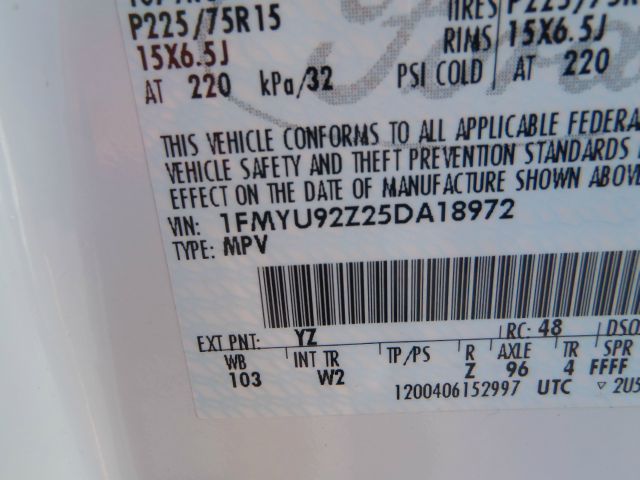 TIRES P225/75R
P225/75R15 RIMS 15X6.5J
15X6.5J
AT 220 kPa/32 PSI COLD AT 220
THIS VEHICLE CONFORMS TO ALL APPLICABLE FEDERA
VEHICLE SAFETY AND THEFT PREVENTION STANDARDS
EFFECT ON THE DATE OF MANUFACTURE SHOWN ABOV
VIN: 1FMYU92Z25DA18972
TYPE: MPV
EXT PNT: YZ RC: 48 DSO
WB INT TR TP/PS R AXLE TR SPR
103 W2 Z 96 4 FFFF
1200406152997 UTC ▽ 2U5